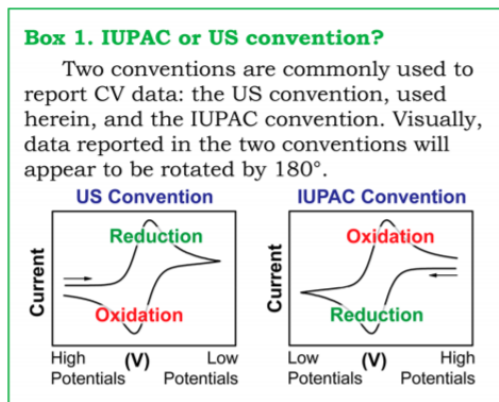 Box 1. IUPAC or US convention?
Two conventions are commonly used to
report CV data: the US convention, used
herein, and the IUPAC convention. Visually,
data reported in the two conventions will
appear to be rotated by 180°.
US Convention
Current
Reduction
Oxidation
High Potentials
(V)
Low Potentials
IUPAC Convention
Current
Oxidation
Reduction
Low Potentials
(V)
High Potentials